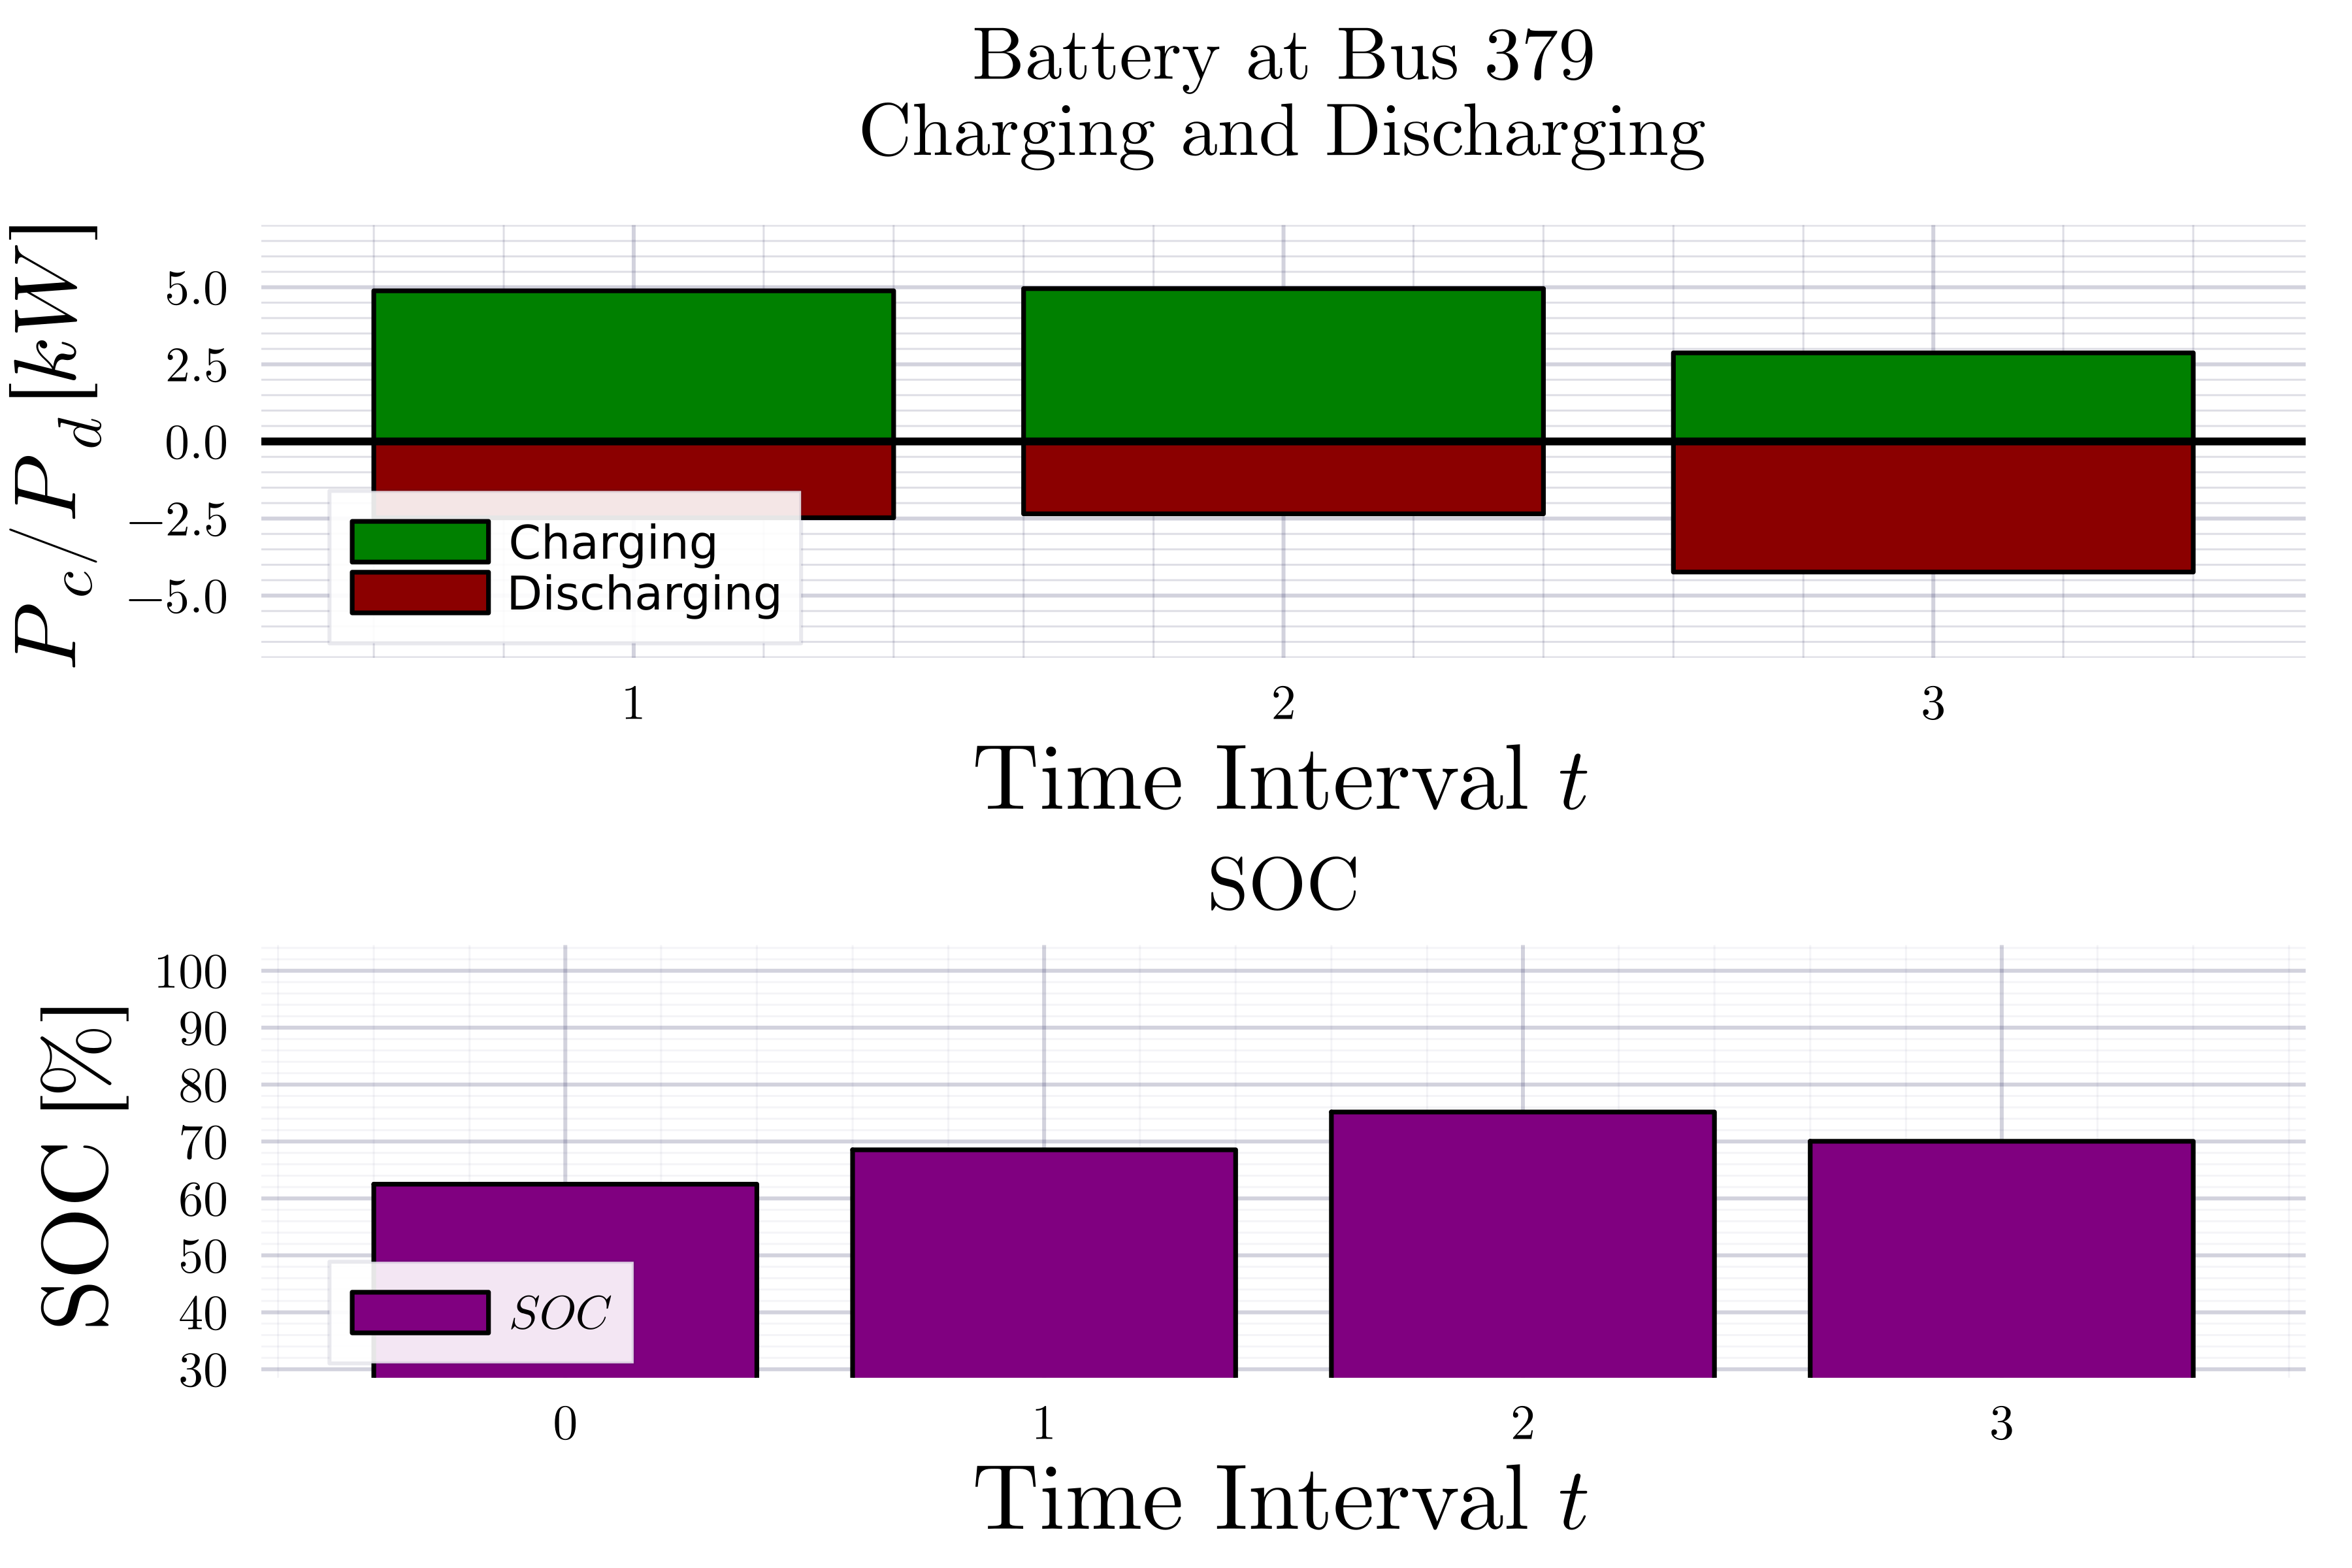 Battery at Bus 379
Charging and Discharging
P_c/P_d [kW]
5.0
2.5
0.0
−2.5
−5.0
Charging
Discharging
1 2 3
Time Interval t
SOC
SOC [%]
100
90
80
70
60
50
40
30
SOC
0 1 2 3
Time Interval t